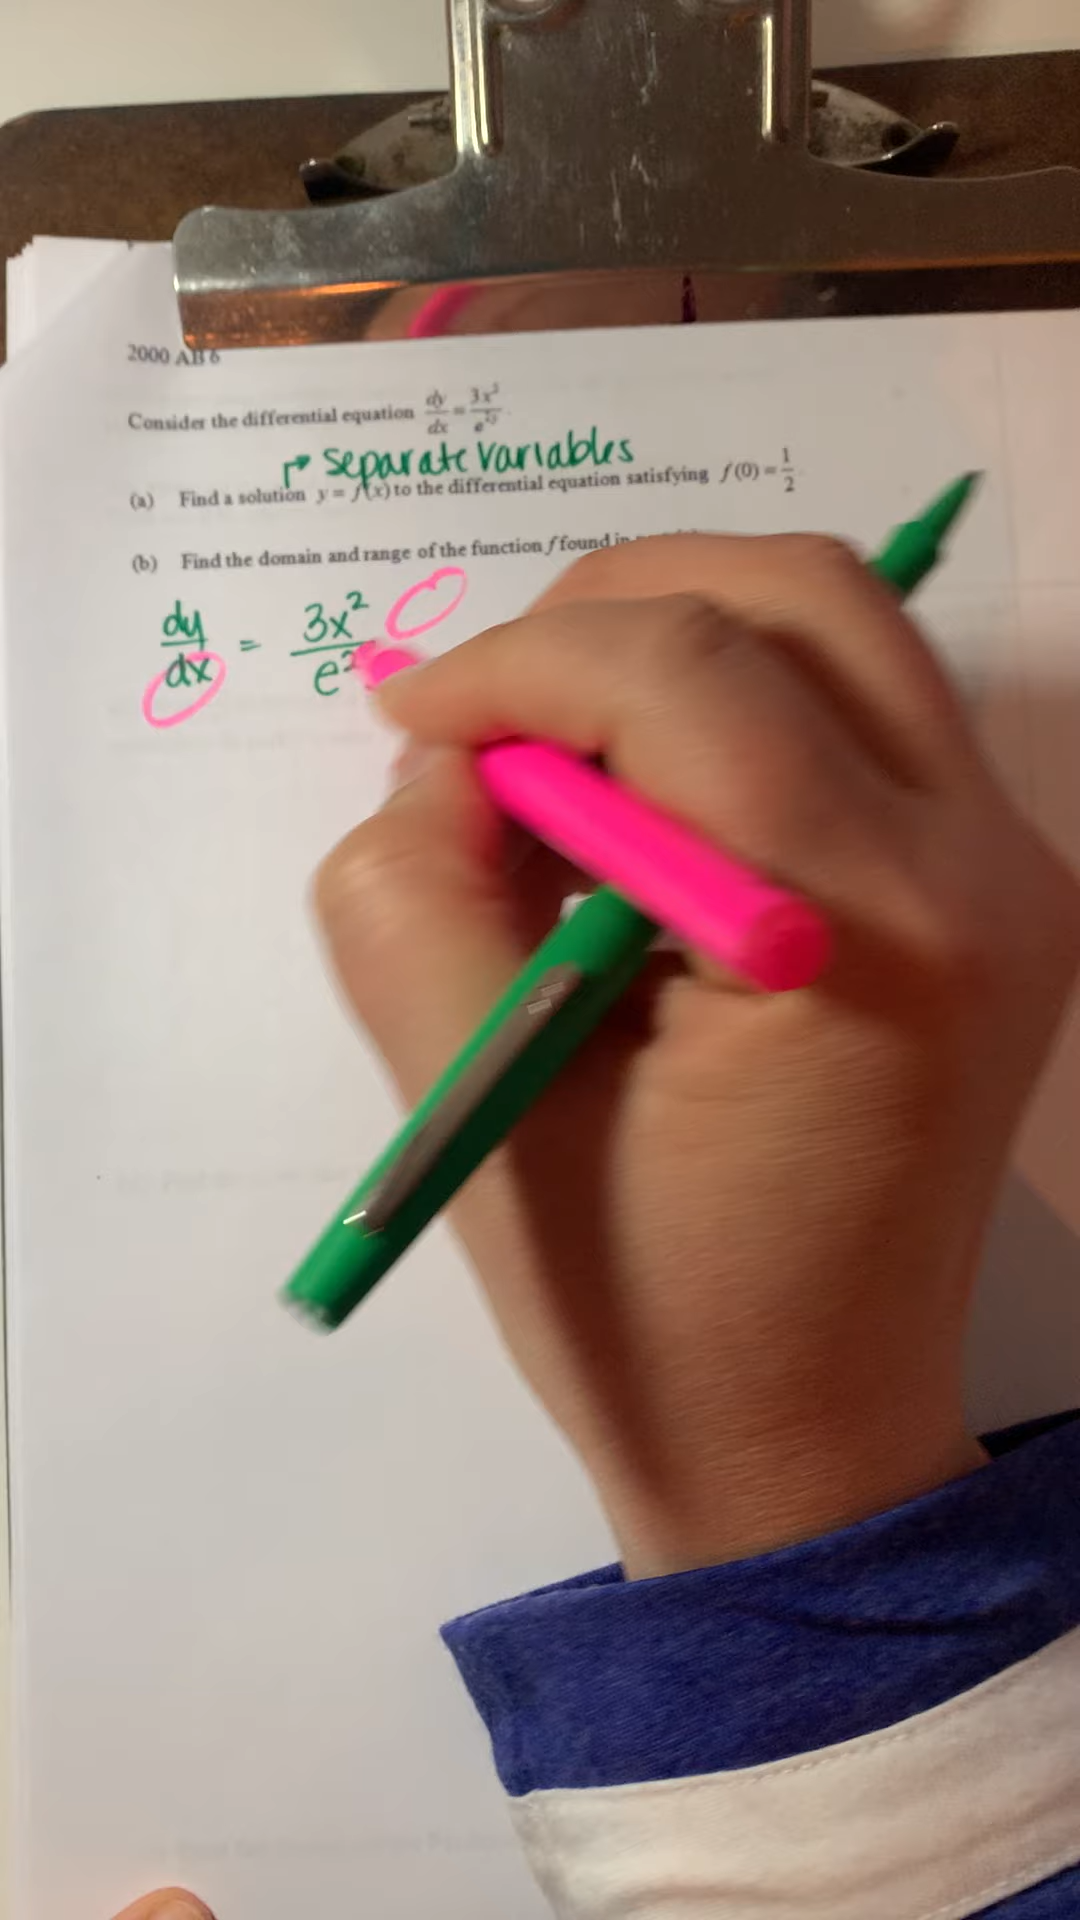 2000 AB 6
Consider the differential equation dy/dx = 3x²/e^(2y).
↱ separate variables
(a) Find a solution y = f(x) to the differential equation satisfying f(0) = 1/2.
(b) Find the domain and range of the function f found in
dy/dx = 3x²/e²